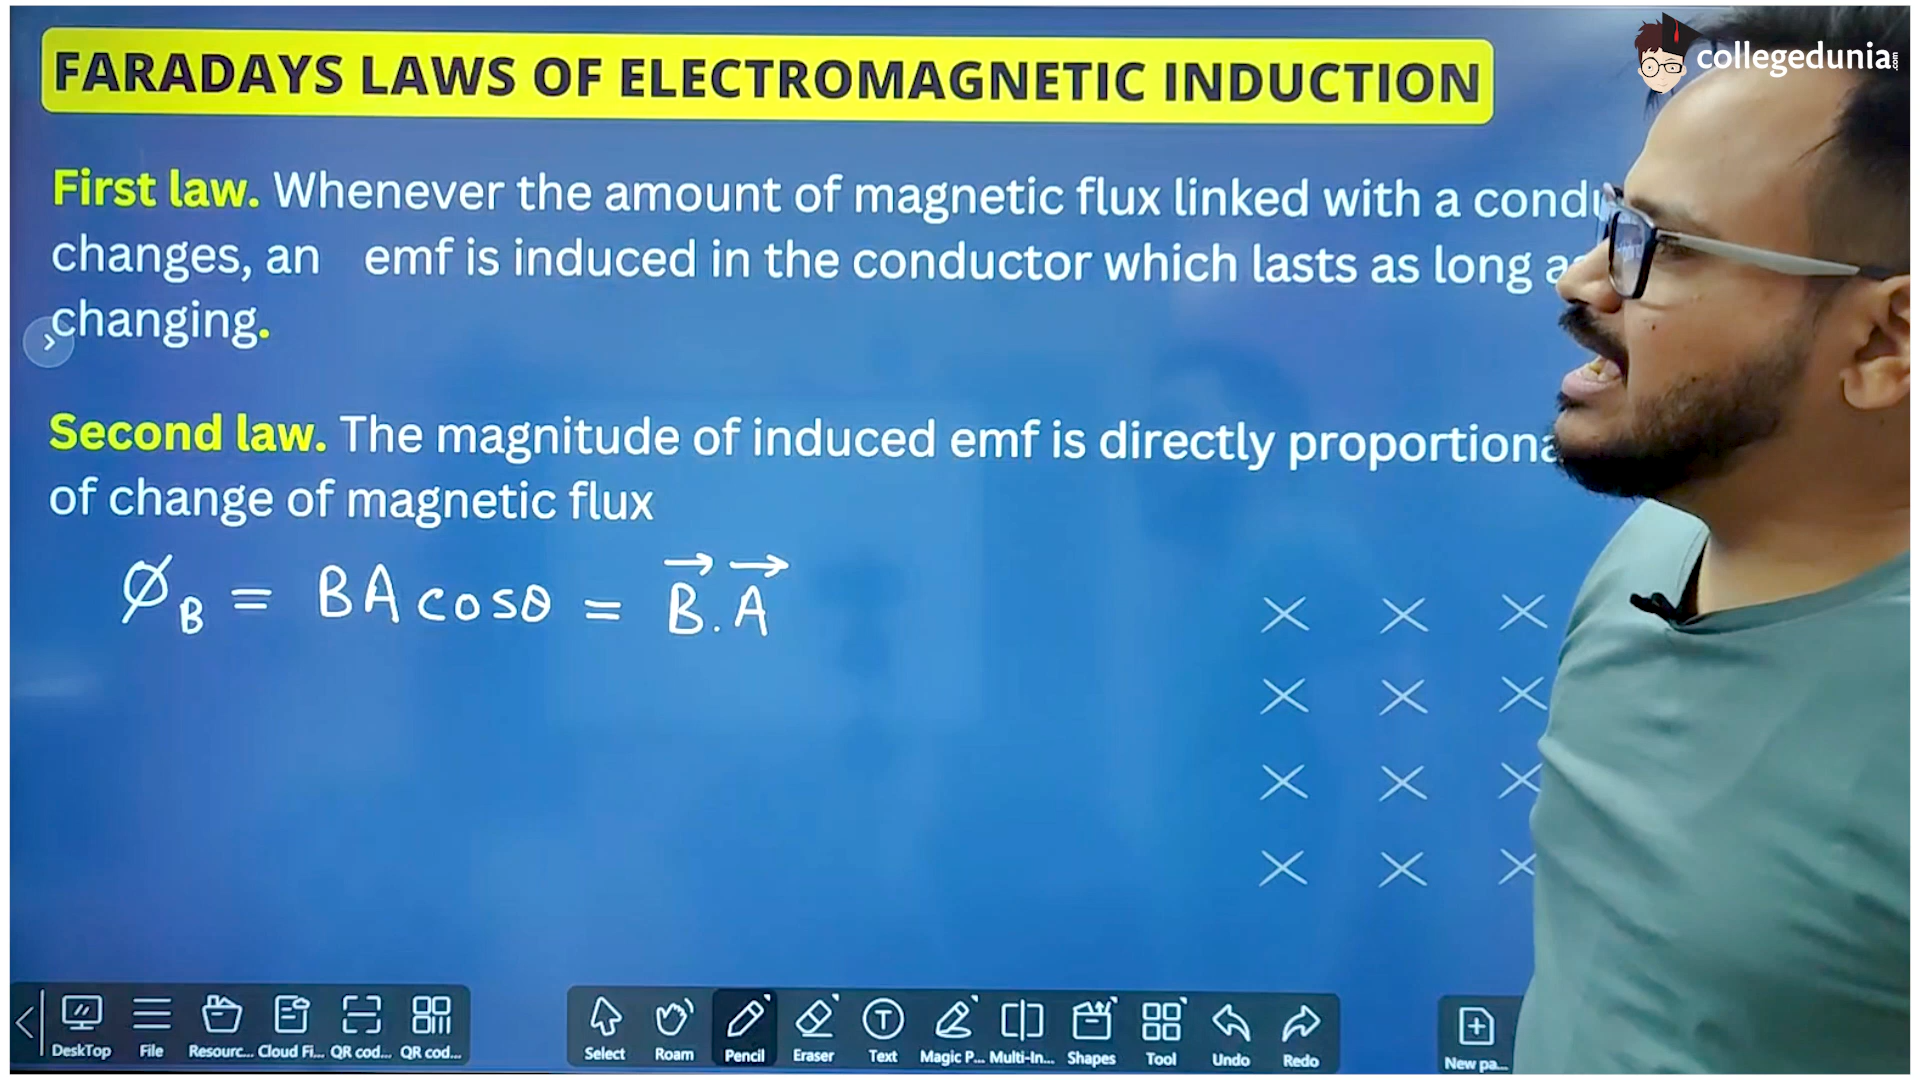 FARADAYS LAWS OF ELECTROMAGNETIC INDUCTION
collegedunia.com
First law. Whenever the amount of magnetic flux linked with a
changes, an emf is induced in the conductor which lasts as long
changing.
Second law. The magnitude of induced emf is directly
of change of magnetic flux
∅_B = BA cosθ = B⃗.A⃗
× × ×
× × ×
× × ×
× × ×
DeskTop File Resourc... Cloud Fi... QR cod... QR cod... Select Roam Pencil Eraser Text Magic P... Multi-In... Shapes Tool Undo Redo New pa...